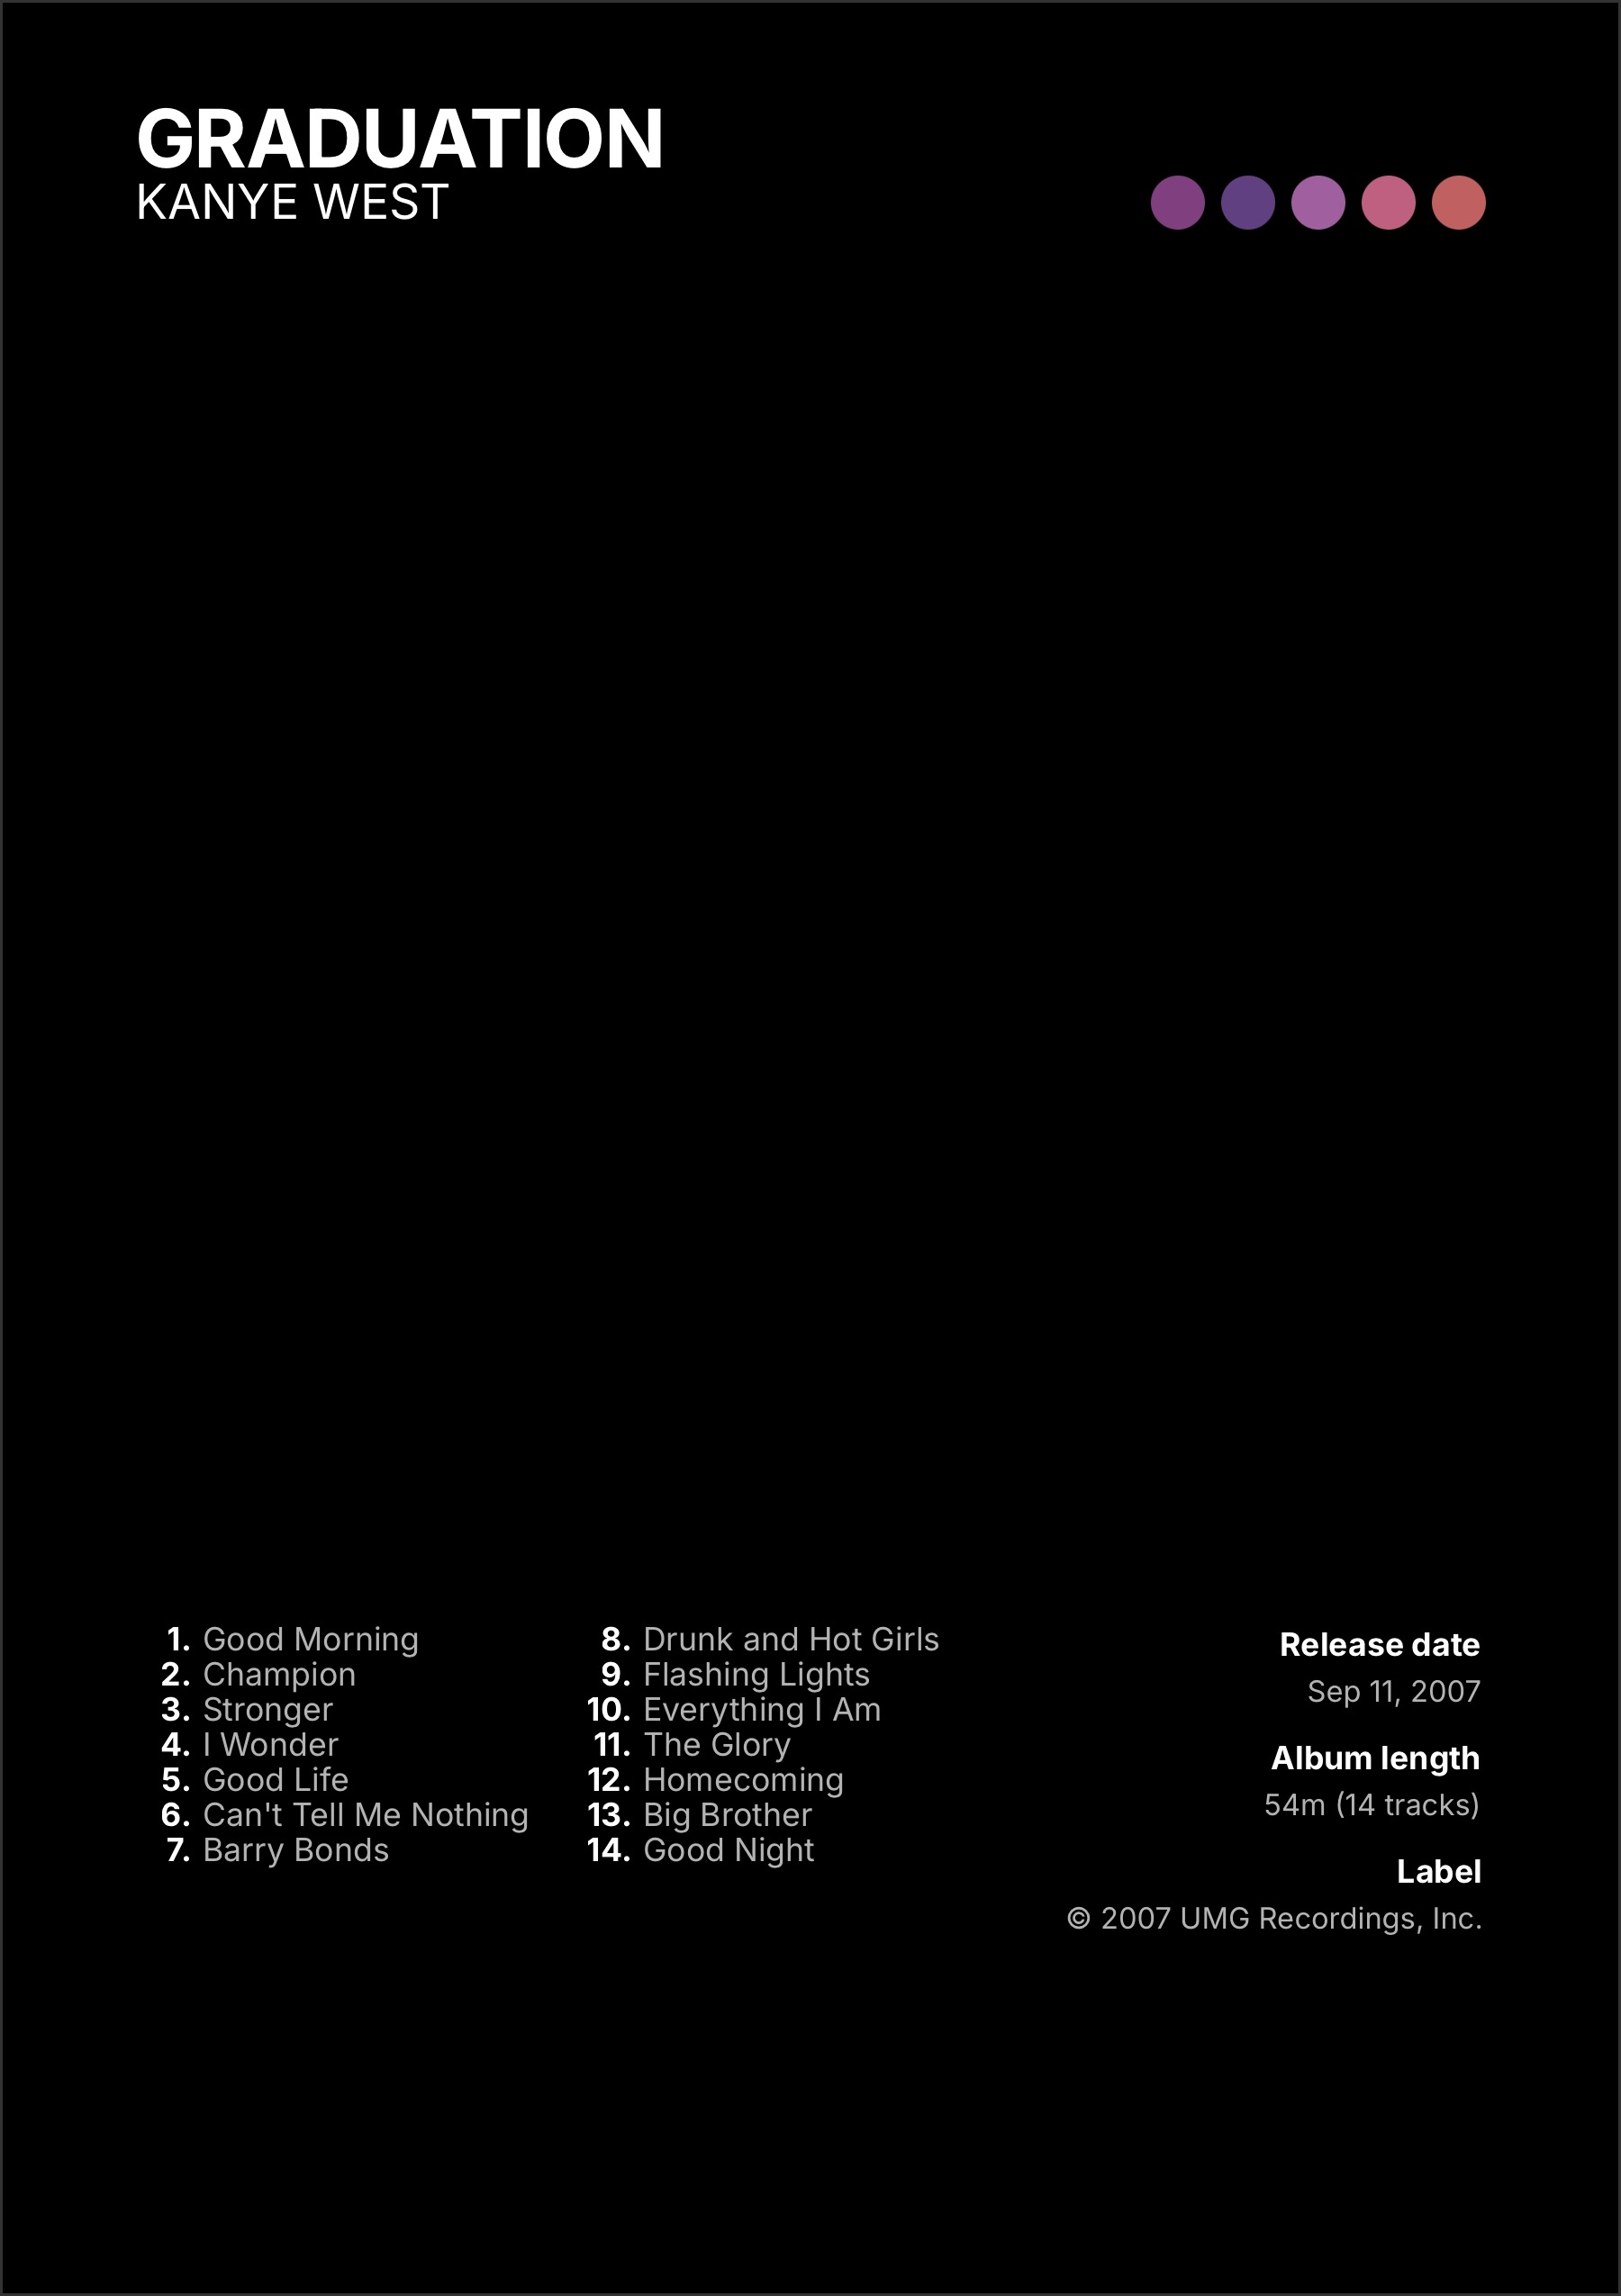 GRADUATION
KANYE WEST
1. Good Morning
2. Champion
3. Stronger
4. I Wonder
5. Good Life
6. Can't Tell Me Nothing
7. Barry Bonds
8. Drunk and Hot Girls
9. Flashing Lights
10. Everything I Am
11. The Glory
12. Homecoming
13. Big Brother
14. Good Night
Release date
Sep 11, 2007
Album length
54m (14 tracks)
Label
© 2007 UMG Recordings, Inc.